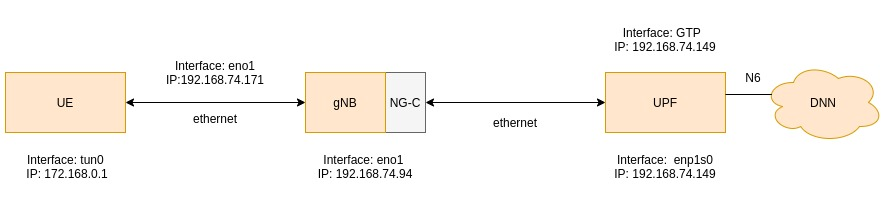 Interface: GTP
IP: 192.168.74.149
Interface: eno1
IP:192.168.74.171
N6
UE
gNB
NG-C
UPF
DNN
ethernet
ethernet
Interface: tun0
IP: 172.168.0.1
Interface: eno1
IP: 192.168.74.94
Interface:  enp1s0
IP: 192.168.74.149